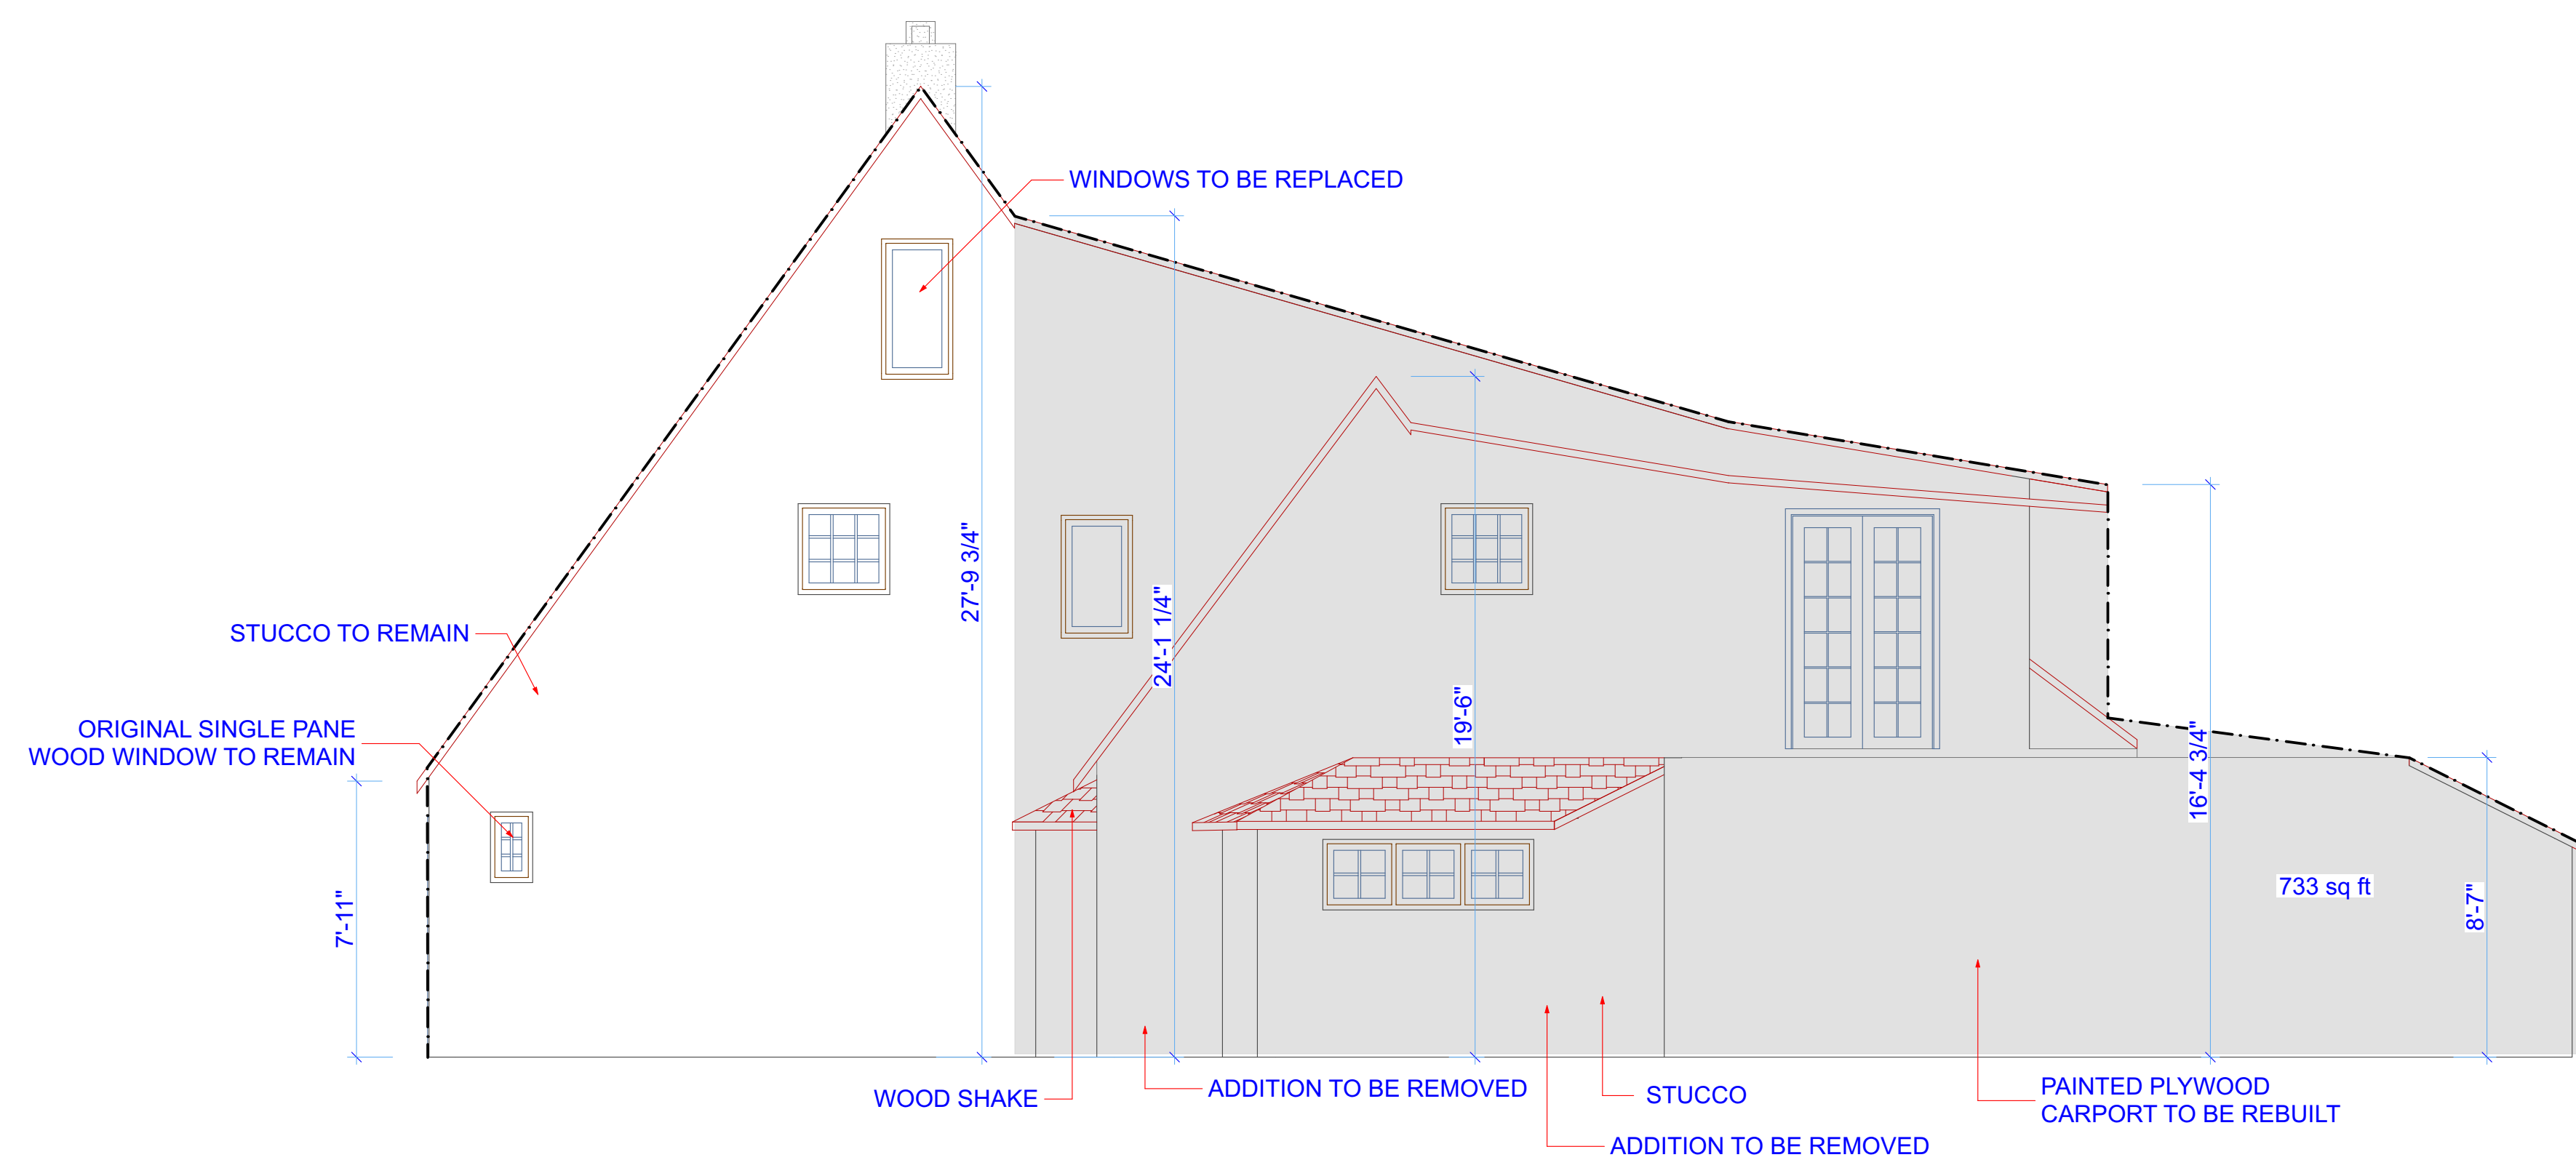 WINDOWS TO BE REPLACED
27'-9 3/4"
24'-1 1/4"
STUCCO TO REMAIN
19'-6"
ORIGINAL SINGLE PANE
WOOD WINDOW TO REMAIN
16'-4 3/4"
7'-11"
733 sq ft
8'-7"
WOOD SHAKE
ADDITION TO BE REMOVED
STUCCO
PAINTED PLYWOOD
CARPORT TO BE REBUILT
ADDITION TO BE REMOVED